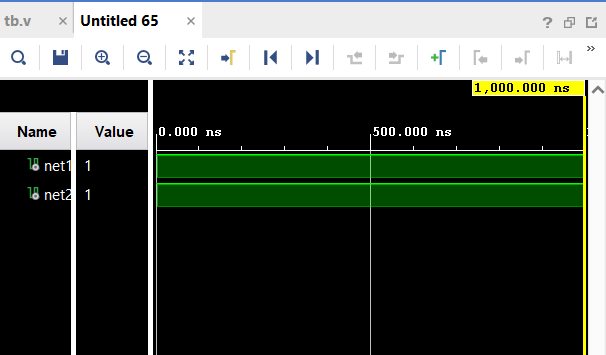 tb.v × Untitled 65 ×
? 
»
1,000.000 ns
Name Value
0.000 ns 500.000 ns
net1 1
net2 1